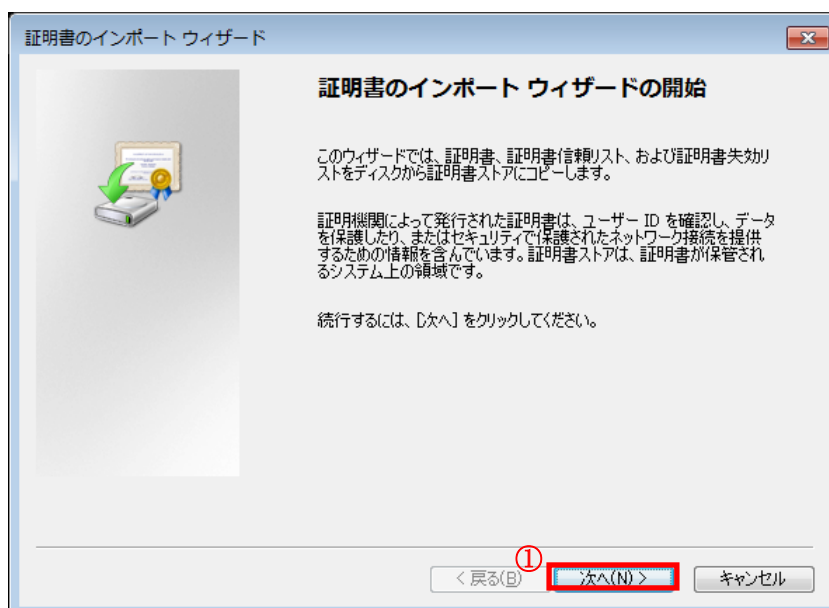 証明書のインポート ウィザード
証明書のインポート ウィザードの開始
このウィザードでは、証明書、証明書信頼リスト、および証明書失効リ
ストをディスクから証明書ストアにコピーします。
証明機関によって発行された証明書は、ユーザー ID を確認し、データ
を保護したり、またはセキュリティで保護されたネットワーク接続を提供
するための情報を含んでいます。証明書ストアは、証明書が保管され
るシステム上の領域です。
続行するには、[次へ] をクリックしてください。
①
< 戻る(B) 次へ(N) > キャンセル